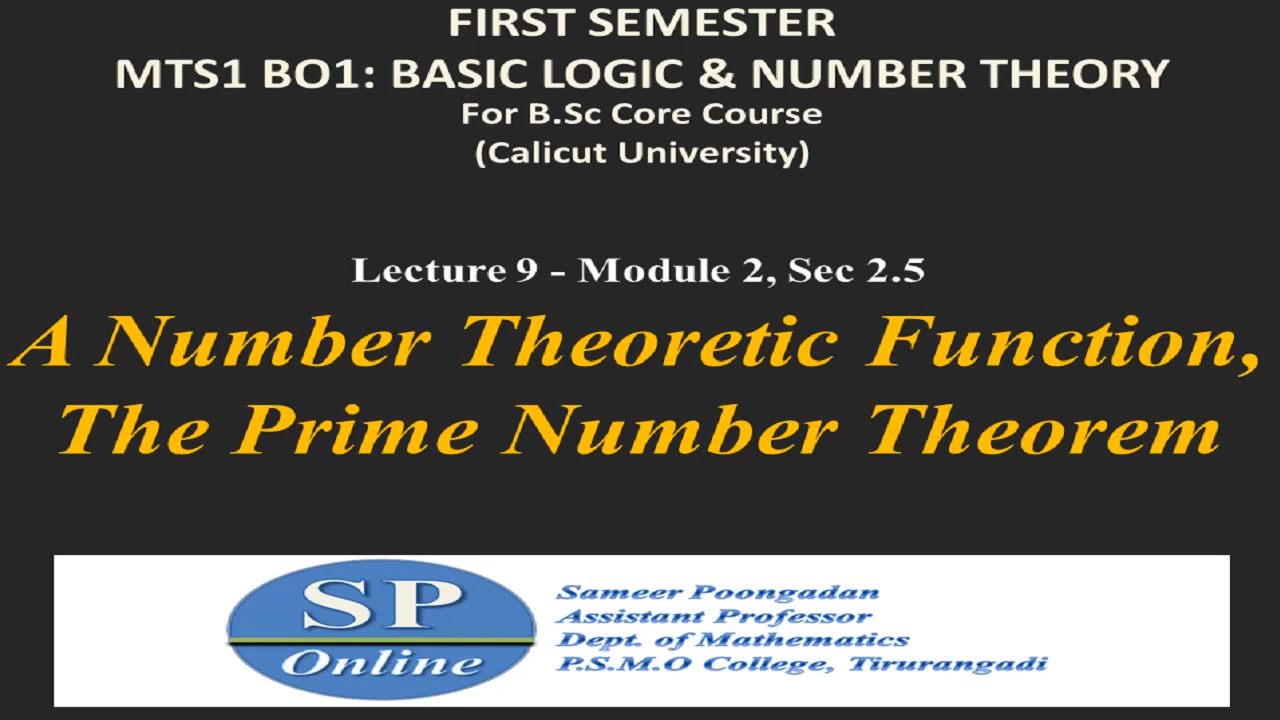 FIRST SEMESTER
MTS1 BO1: BASIC LOGIC & NUMBER THEORY
For B.Sc Core Course
(Calicut University)
Lecture 9 - Module 2, Sec 2.5
A Number Theoretic Function,
The Prime Number Theorem
SP
Online
Sameer Poongadan
Assistant Professor
Dept. of Mathematics
P.S.M.O College, Tirurangadi